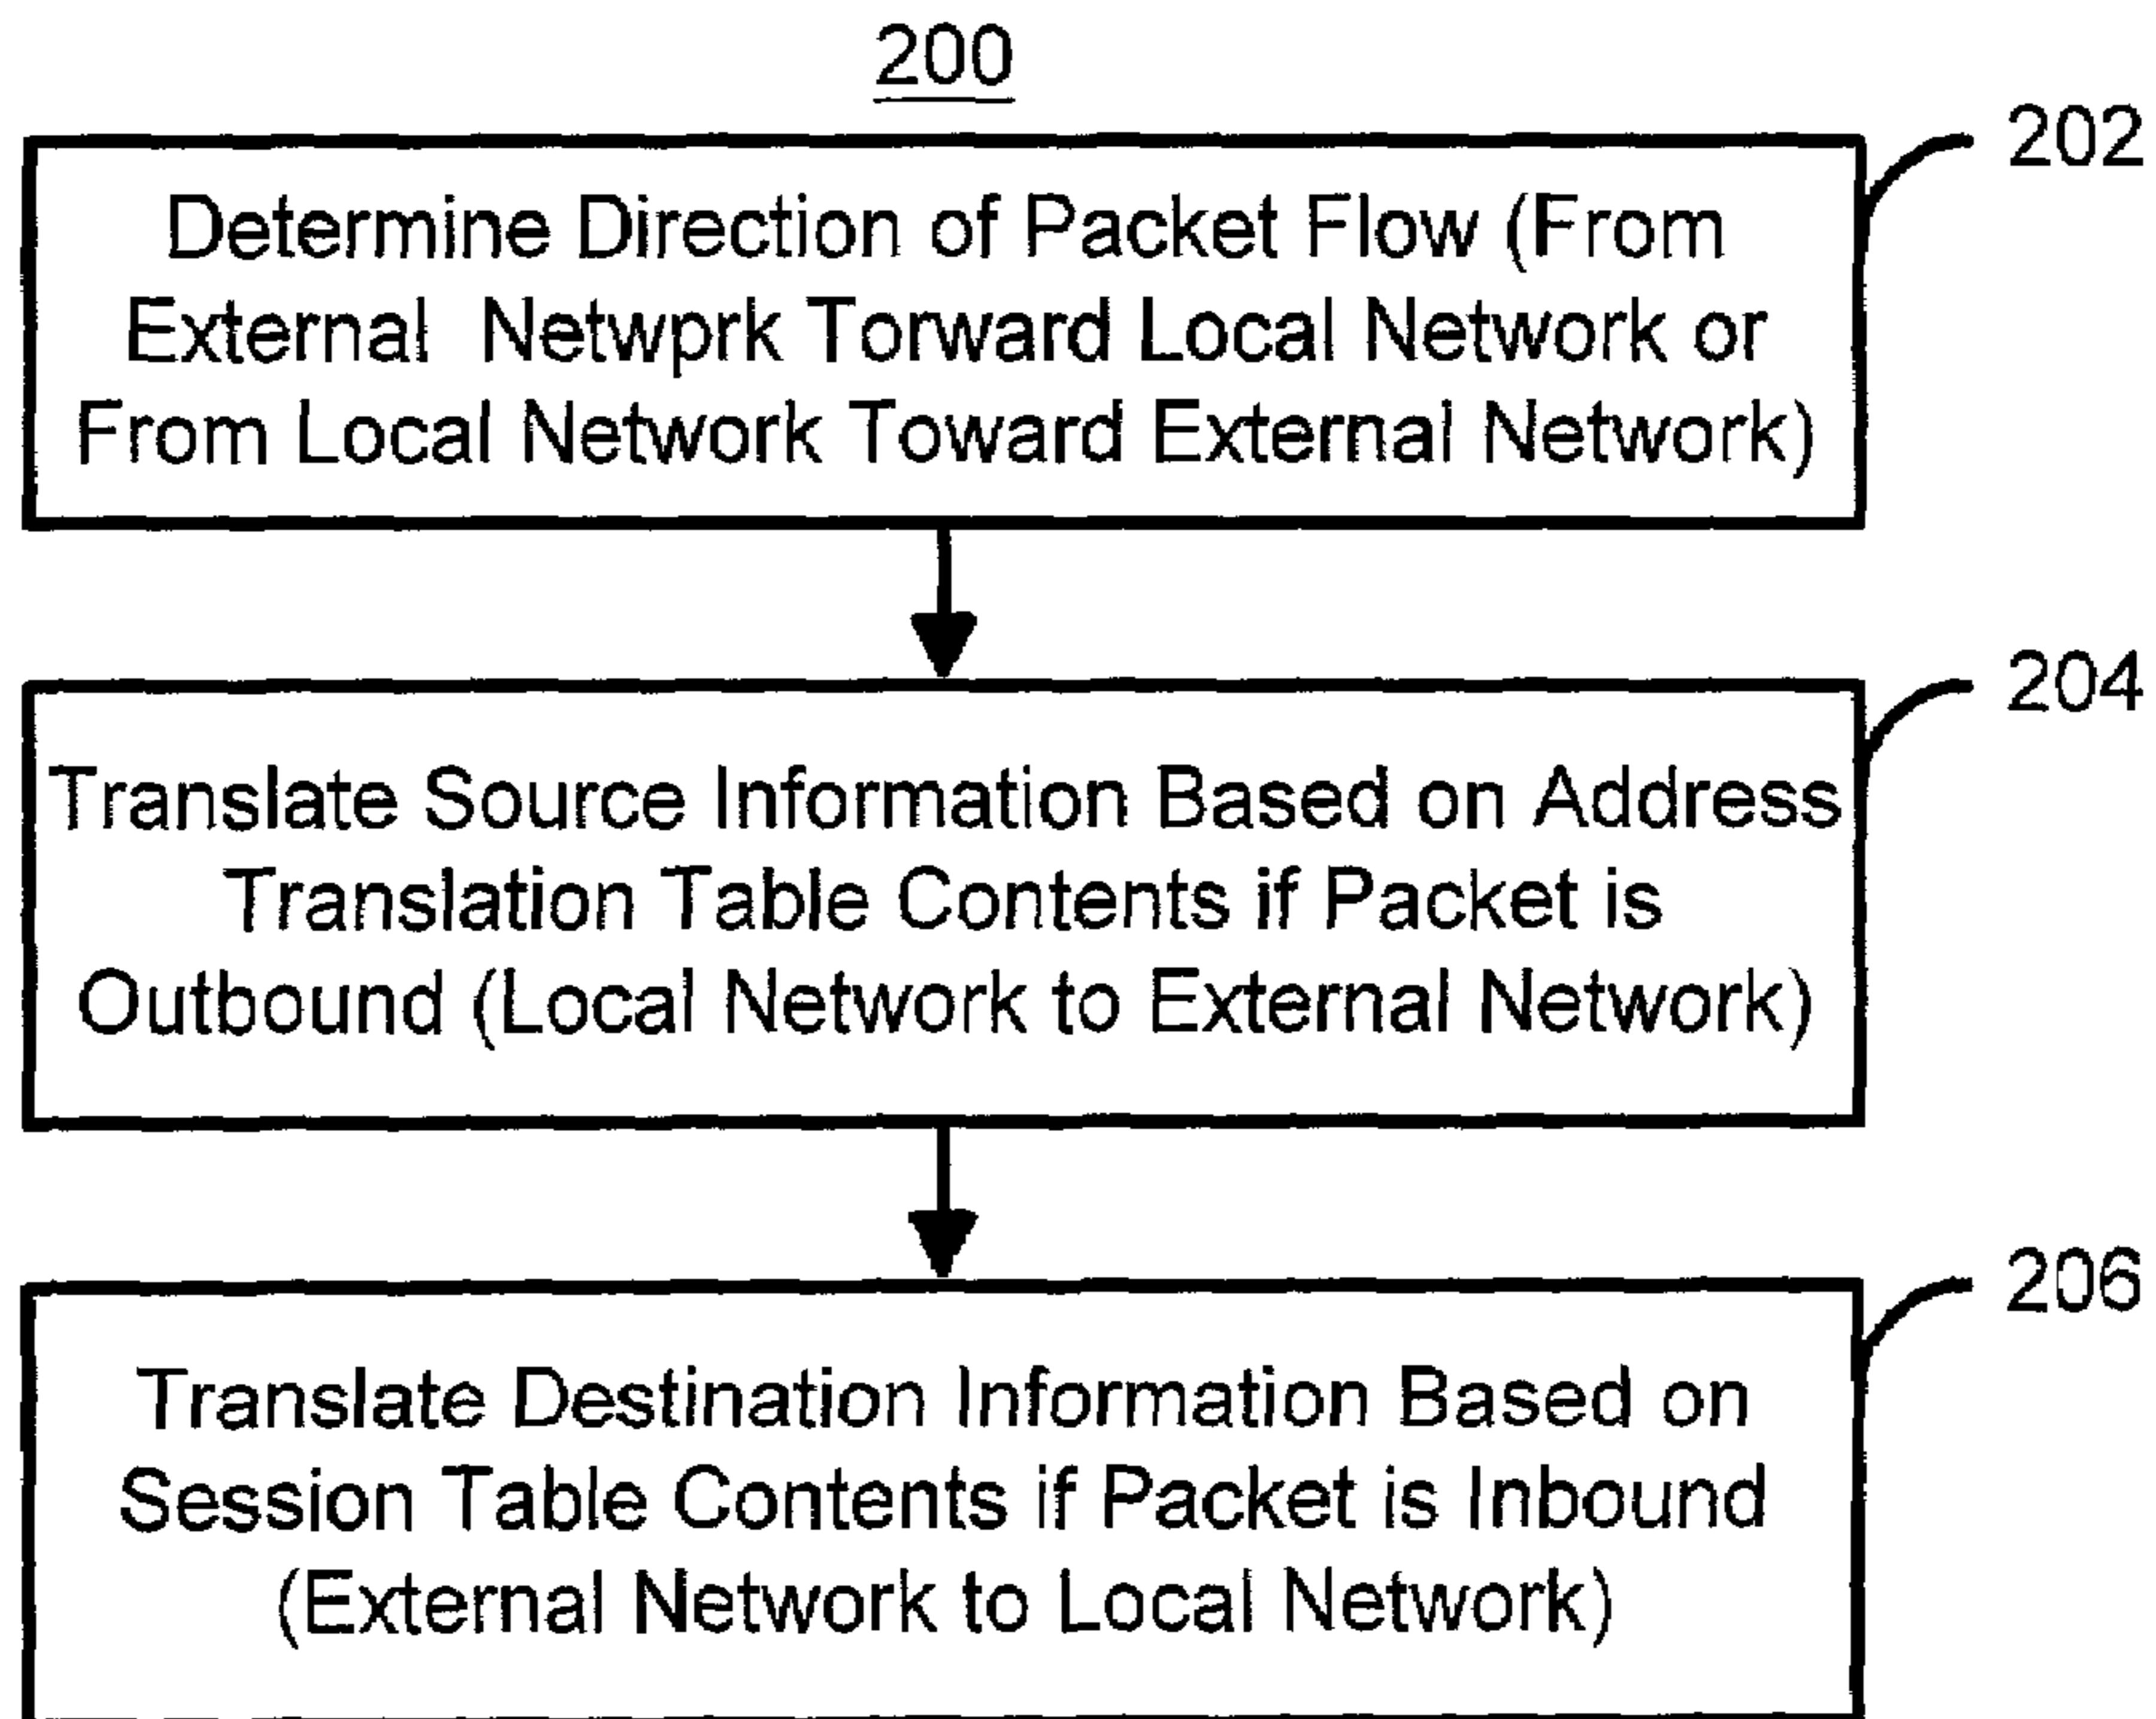 200
202
Determine Direction of Packet Flow (From
External Netwprk Torward Local Network or
From Local Network Toward External Network)
204
Translate Source Information Based on Address
Translation Table Contents if Packet is
Outbound (Local Network to External Network)
206
Translate Destination Information Based on
Session Table Contents if Packet is Inbound
(External Network to Local Network)